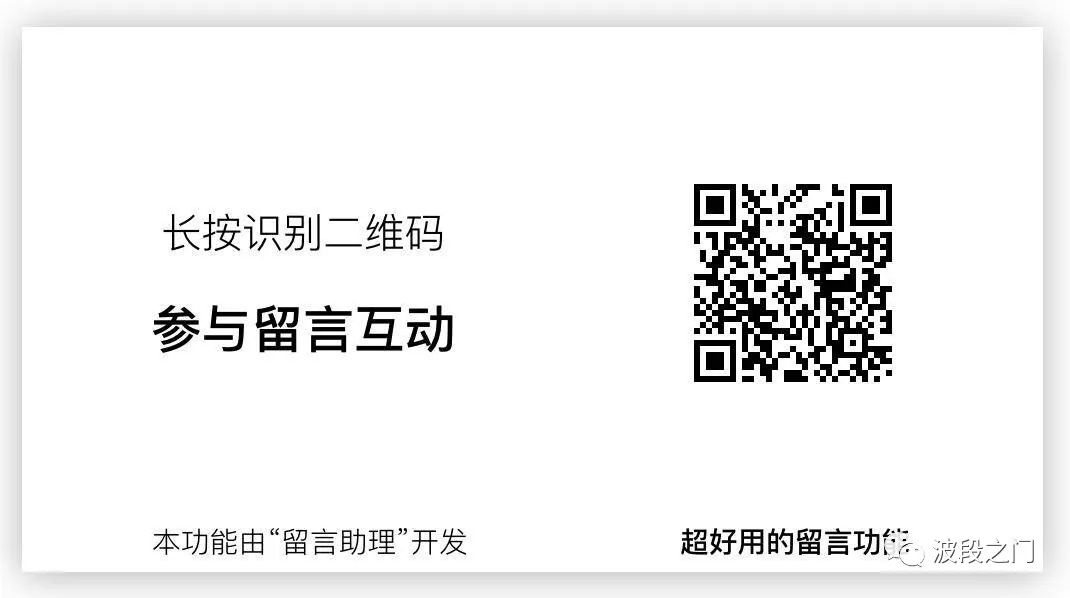 长按识别二维码
参与留言互动
本功能由“留言助理”开发
超好用的留言功能
波段之门